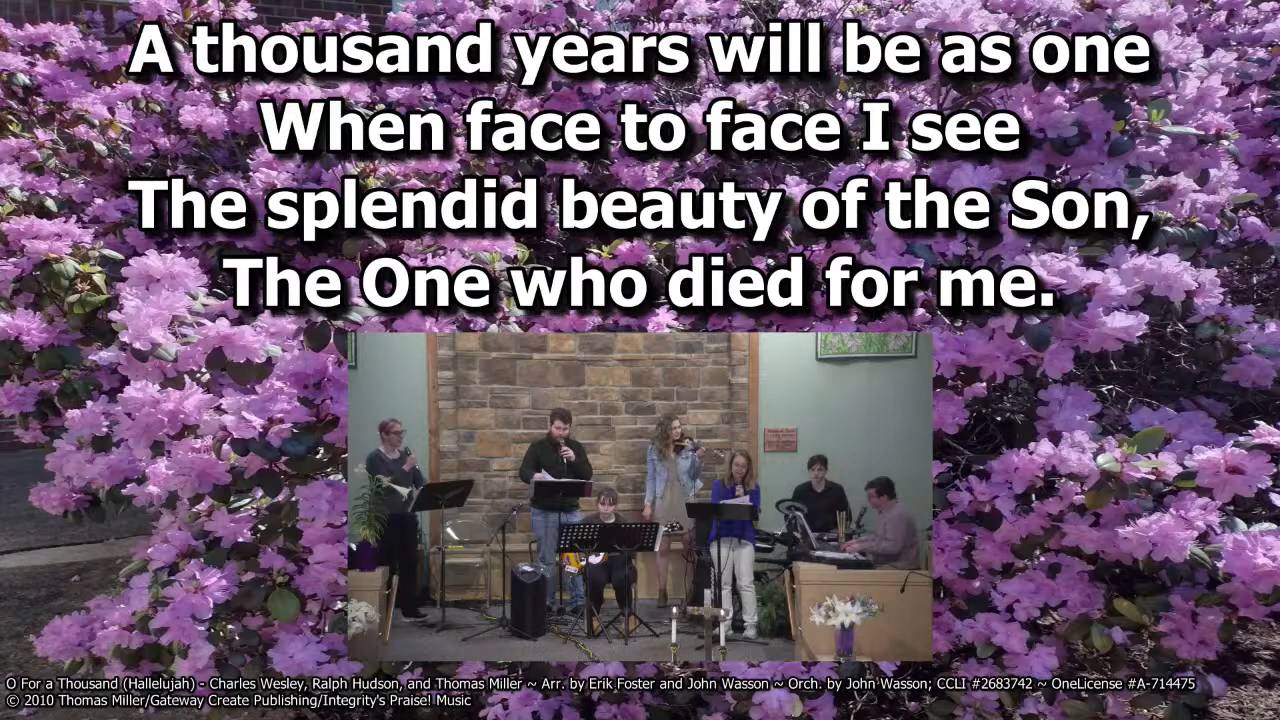 A thousand years will be as one
When face to face I see
The splendid beauty of the Son,
The One who died for me.
O For a Thousand (Hallelujah) - Charles Wesley, Ralph Hudson, and Thomas Miller ~ Arr. by Erik Foster and John Wasson ~ Orch. by John Wasson; CCLI #2683742 ~ OneLicense #A-714475
© 2010 Thomas Miller/Gateway Create Publishing/Integrity's Praise! Music